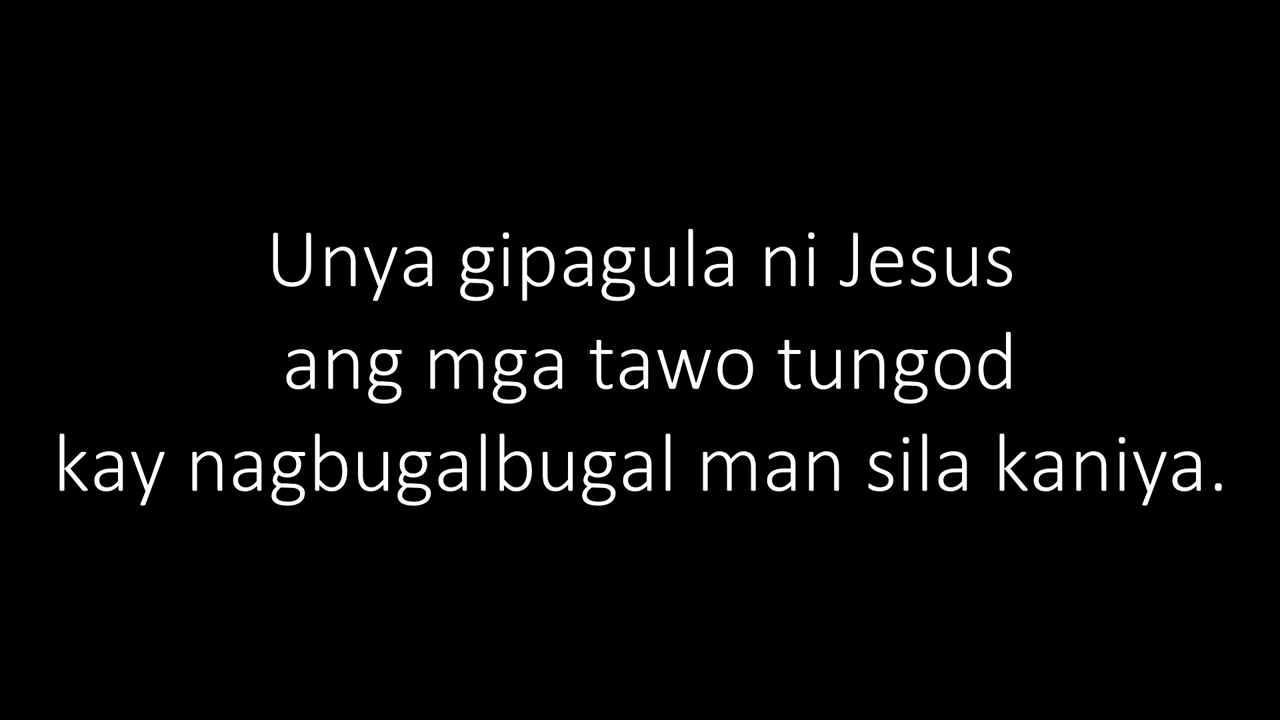 Unya gipagula ni Jesus
ang mga tawo tungod
kay nagbugalbugal man sila kaniya.